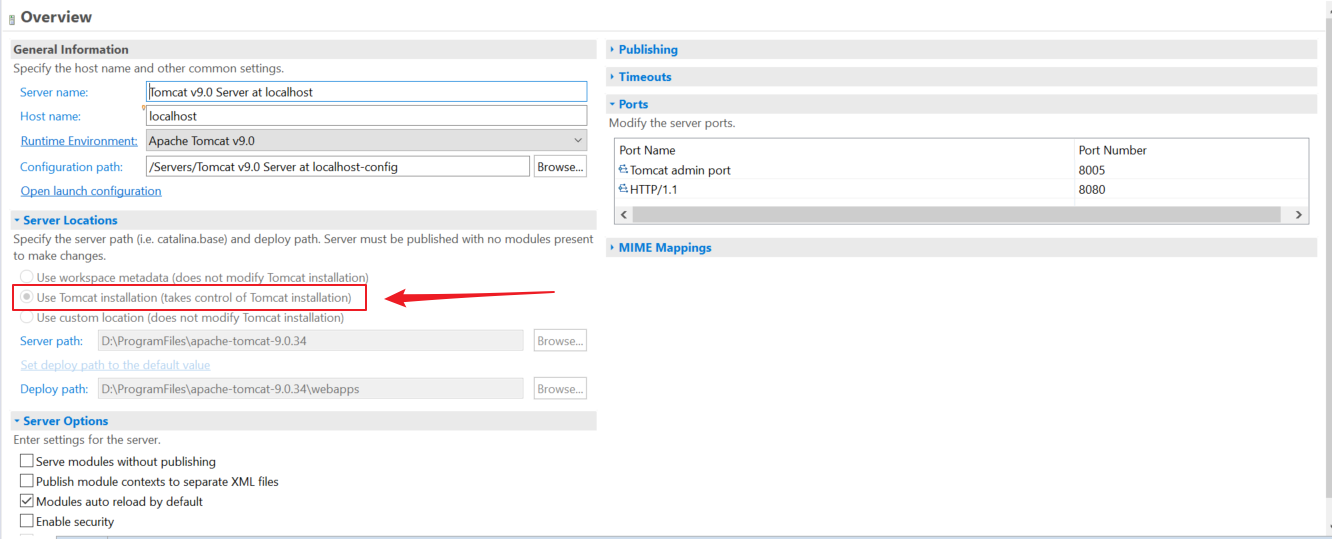 Overview
General Information
Specify the host name and other common settings.
Server name: Tomcat v9.0 Server at localhost
Host name: localhost
Runtime Environment: Apache Tomcat v9.0
Configuration path: /Servers/Tomcat v9.0 Server at localhost-config Browse...
Open launch configuration
Server Locations
Specify the server path (i.e. catalina.base) and deploy path. Server must be published with no modules present
to make changes.
Use workspace metadata (does not modify Tomcat installation)
Use Tomcat installation (takes control of Tomcat installation)
Use custom location (does not modify Tomcat installation)
Server path: D:\ProgramFiles\apache-tomcat-9.0.34 Browse...
Set deploy path to the default value
Deploy path: D:\ProgramFiles\apache-tomcat-9.0.34\webapps Browse...
Server Options
Enter settings for the server.
Serve modules without publishing
Publish module contexts to separate XML files
Modules auto reload by default
Enable security
Publishing
Timeouts
Ports
Modify the server ports.
Port Name Port Number
Tomcat admin port 8005
HTTP/1.1 8080
MIME Mappings